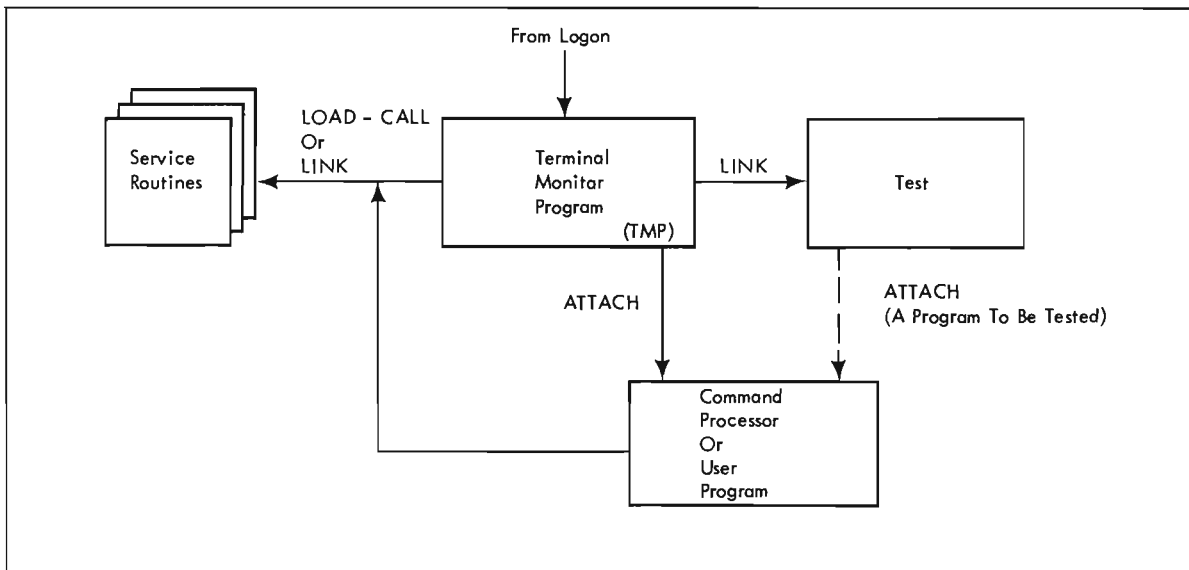 From Logon
LOAD - CALL
Or
LINK
Service
Routines
Terminal
Monitar
Program
(TMP)
LINK
Test
ATTACH
ATTACH
(A Program To Be Tested)
Command
Processor
Or
User
Program